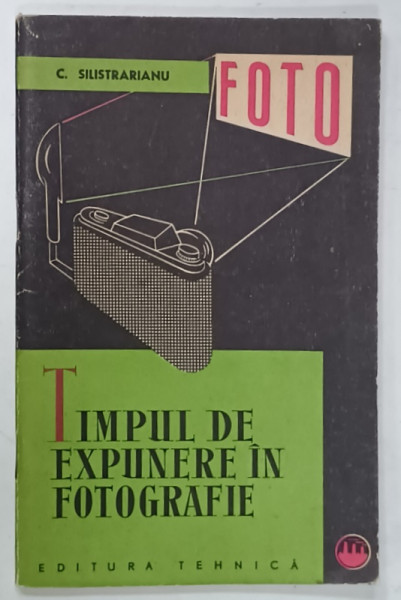 C. SILISTRARIANU
FOTO
TIMPUL DE
EXPUNERE ÎN
FOTOGRAFIE
EDITURA TEHNICĂ